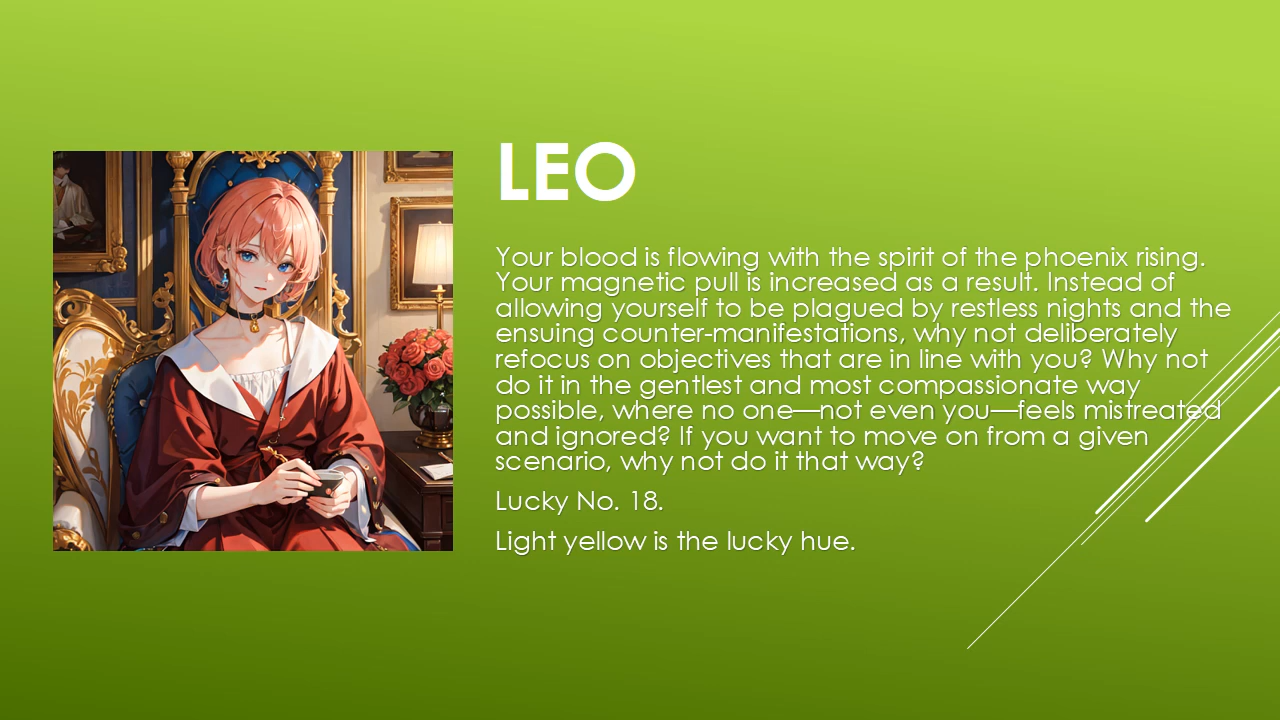 LEO
Your blood is flowing with the spirit of the phoenix rising.
Your magnetic pull is increased as a result. Instead of
allowing yourself to be plagued by restless nights and the
ensuing counter-manifestations, why not deliberately
refocus on objectives that are in line with you? Why not
do it in the gentlest and most compassionate way
possible, where no one—not even you—feels mistreated
and ignored? If you want to move on from a given
scenario, why not do it that way?
Lucky No. 18.
Light yellow is the lucky hue.